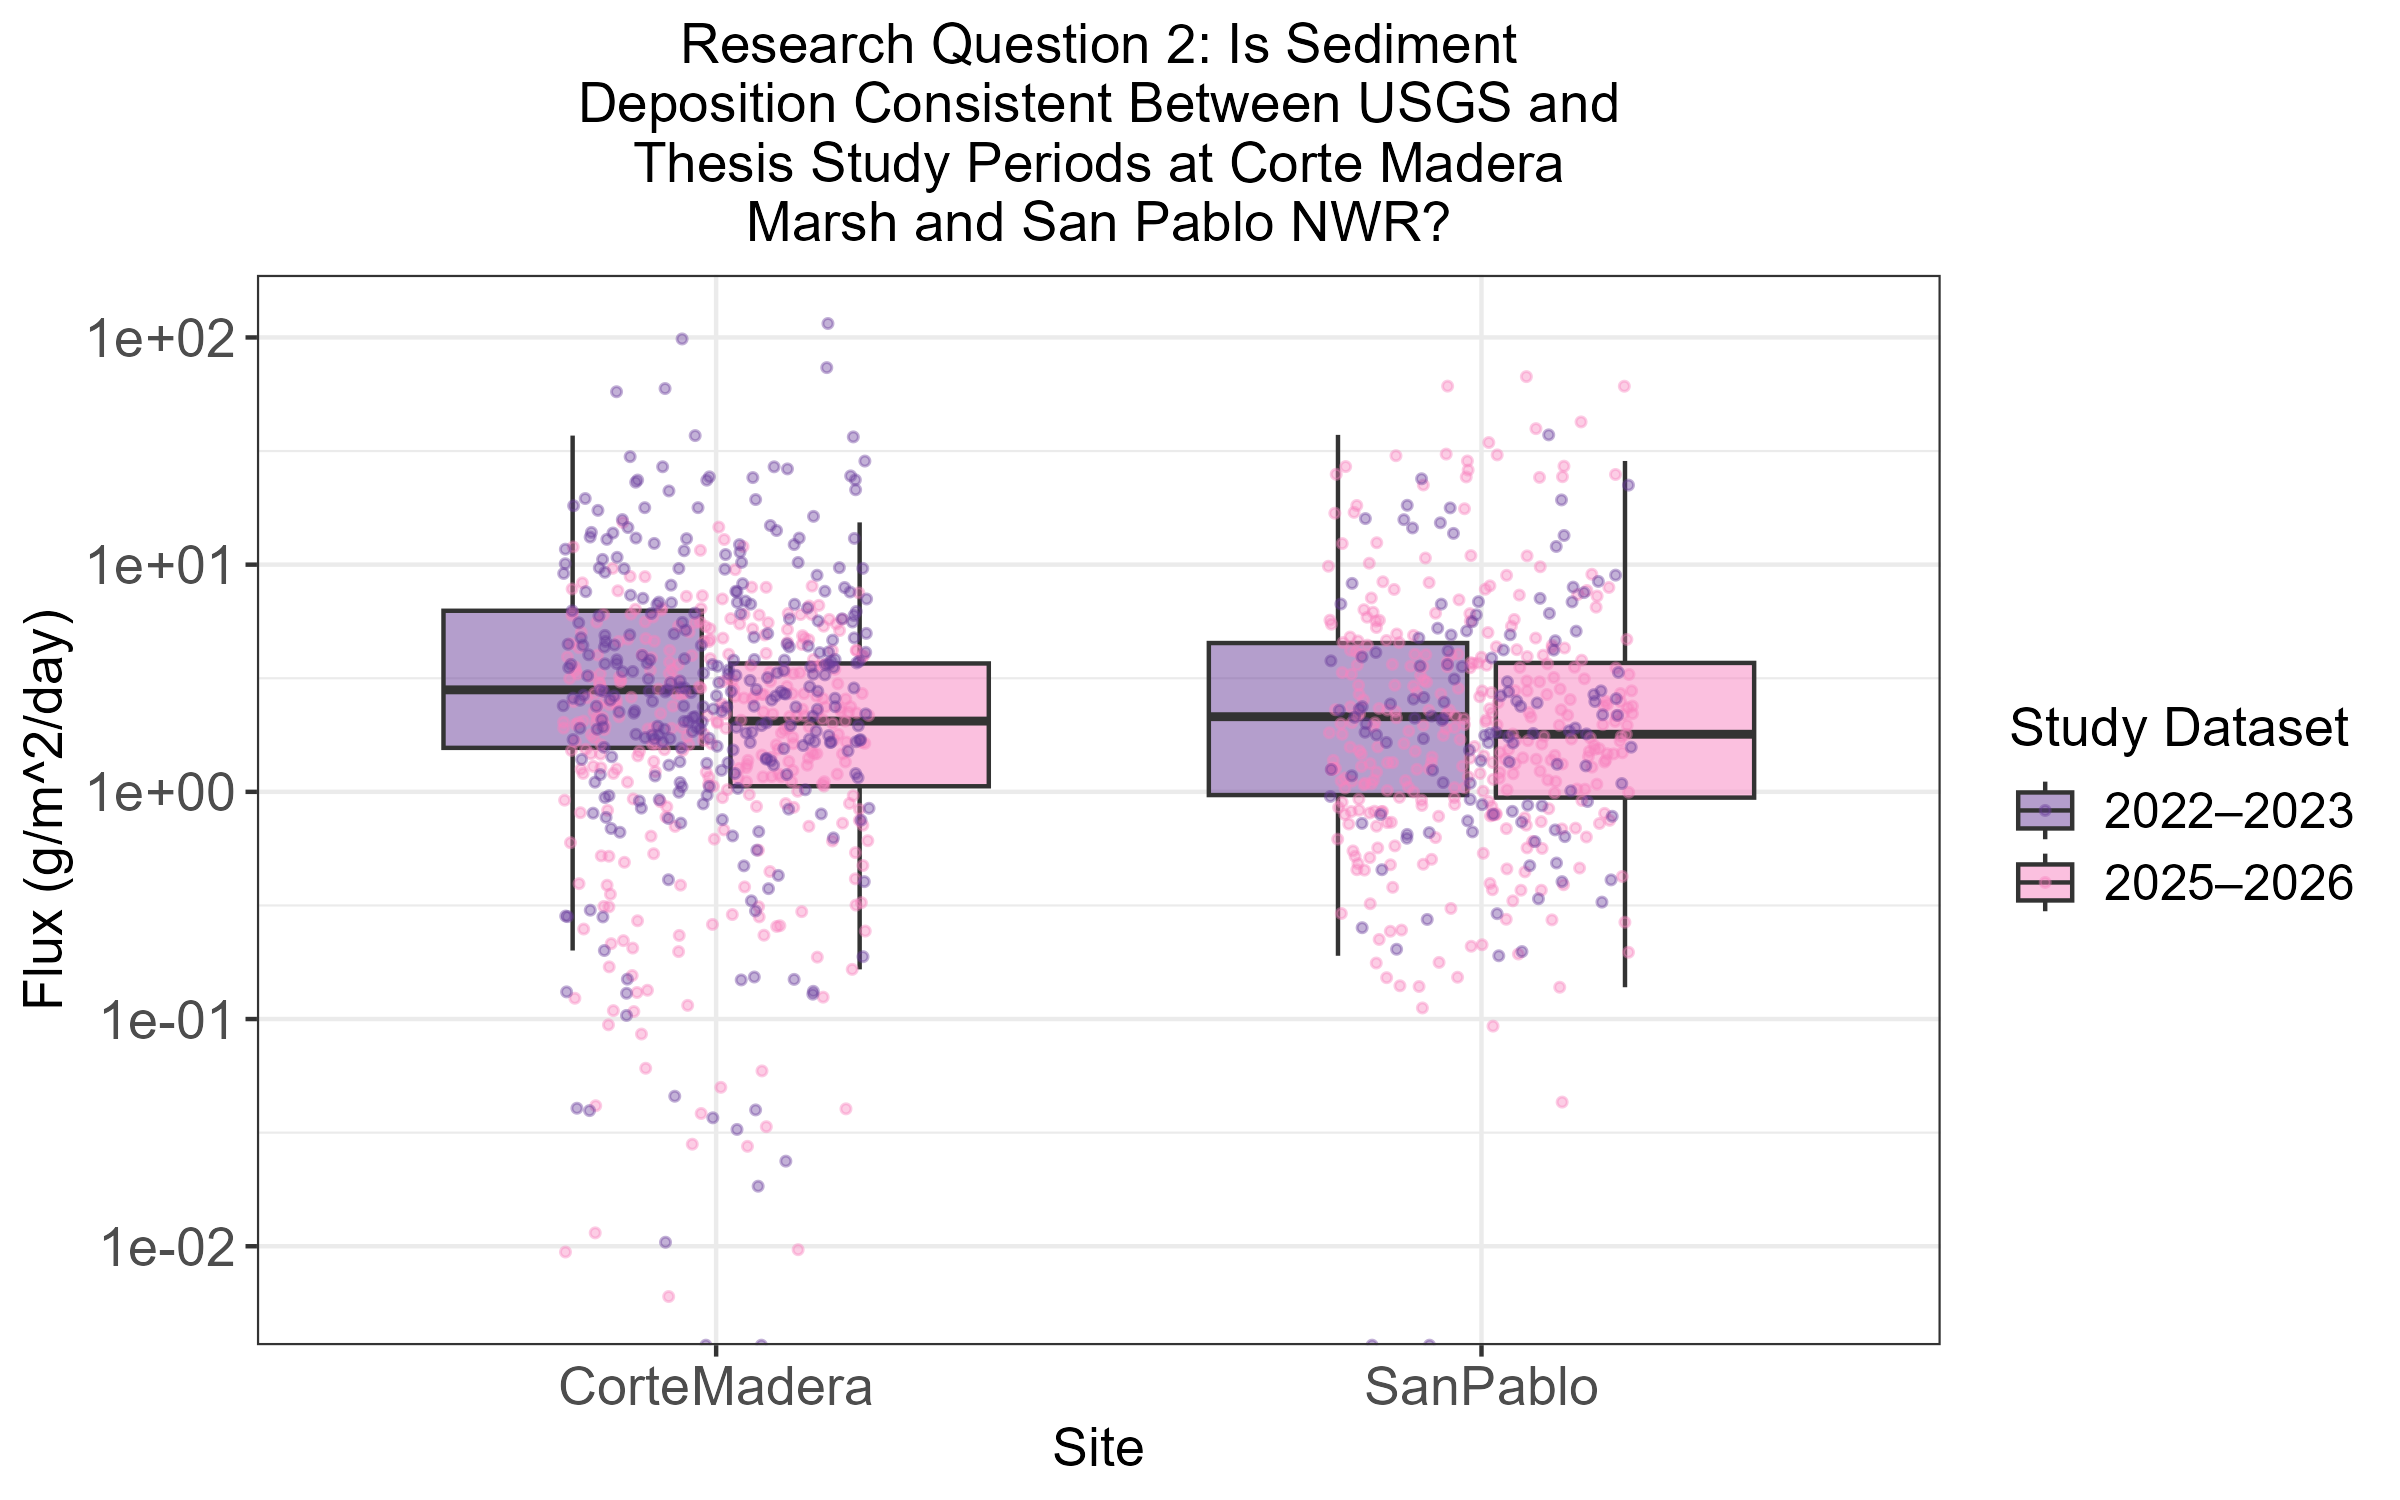 Research Question 2: Is Sediment
Deposition Consistent Between USGS and
Thesis Study Periods at Corte Madera
Marsh and San Pablo NWR?
Flux (g/m^2/day)
1e+02
1e+01
1e+00
1e-01
1e-02
CorteMadera
SanPablo
Site
Study Dataset
2022–2023
2025–2026